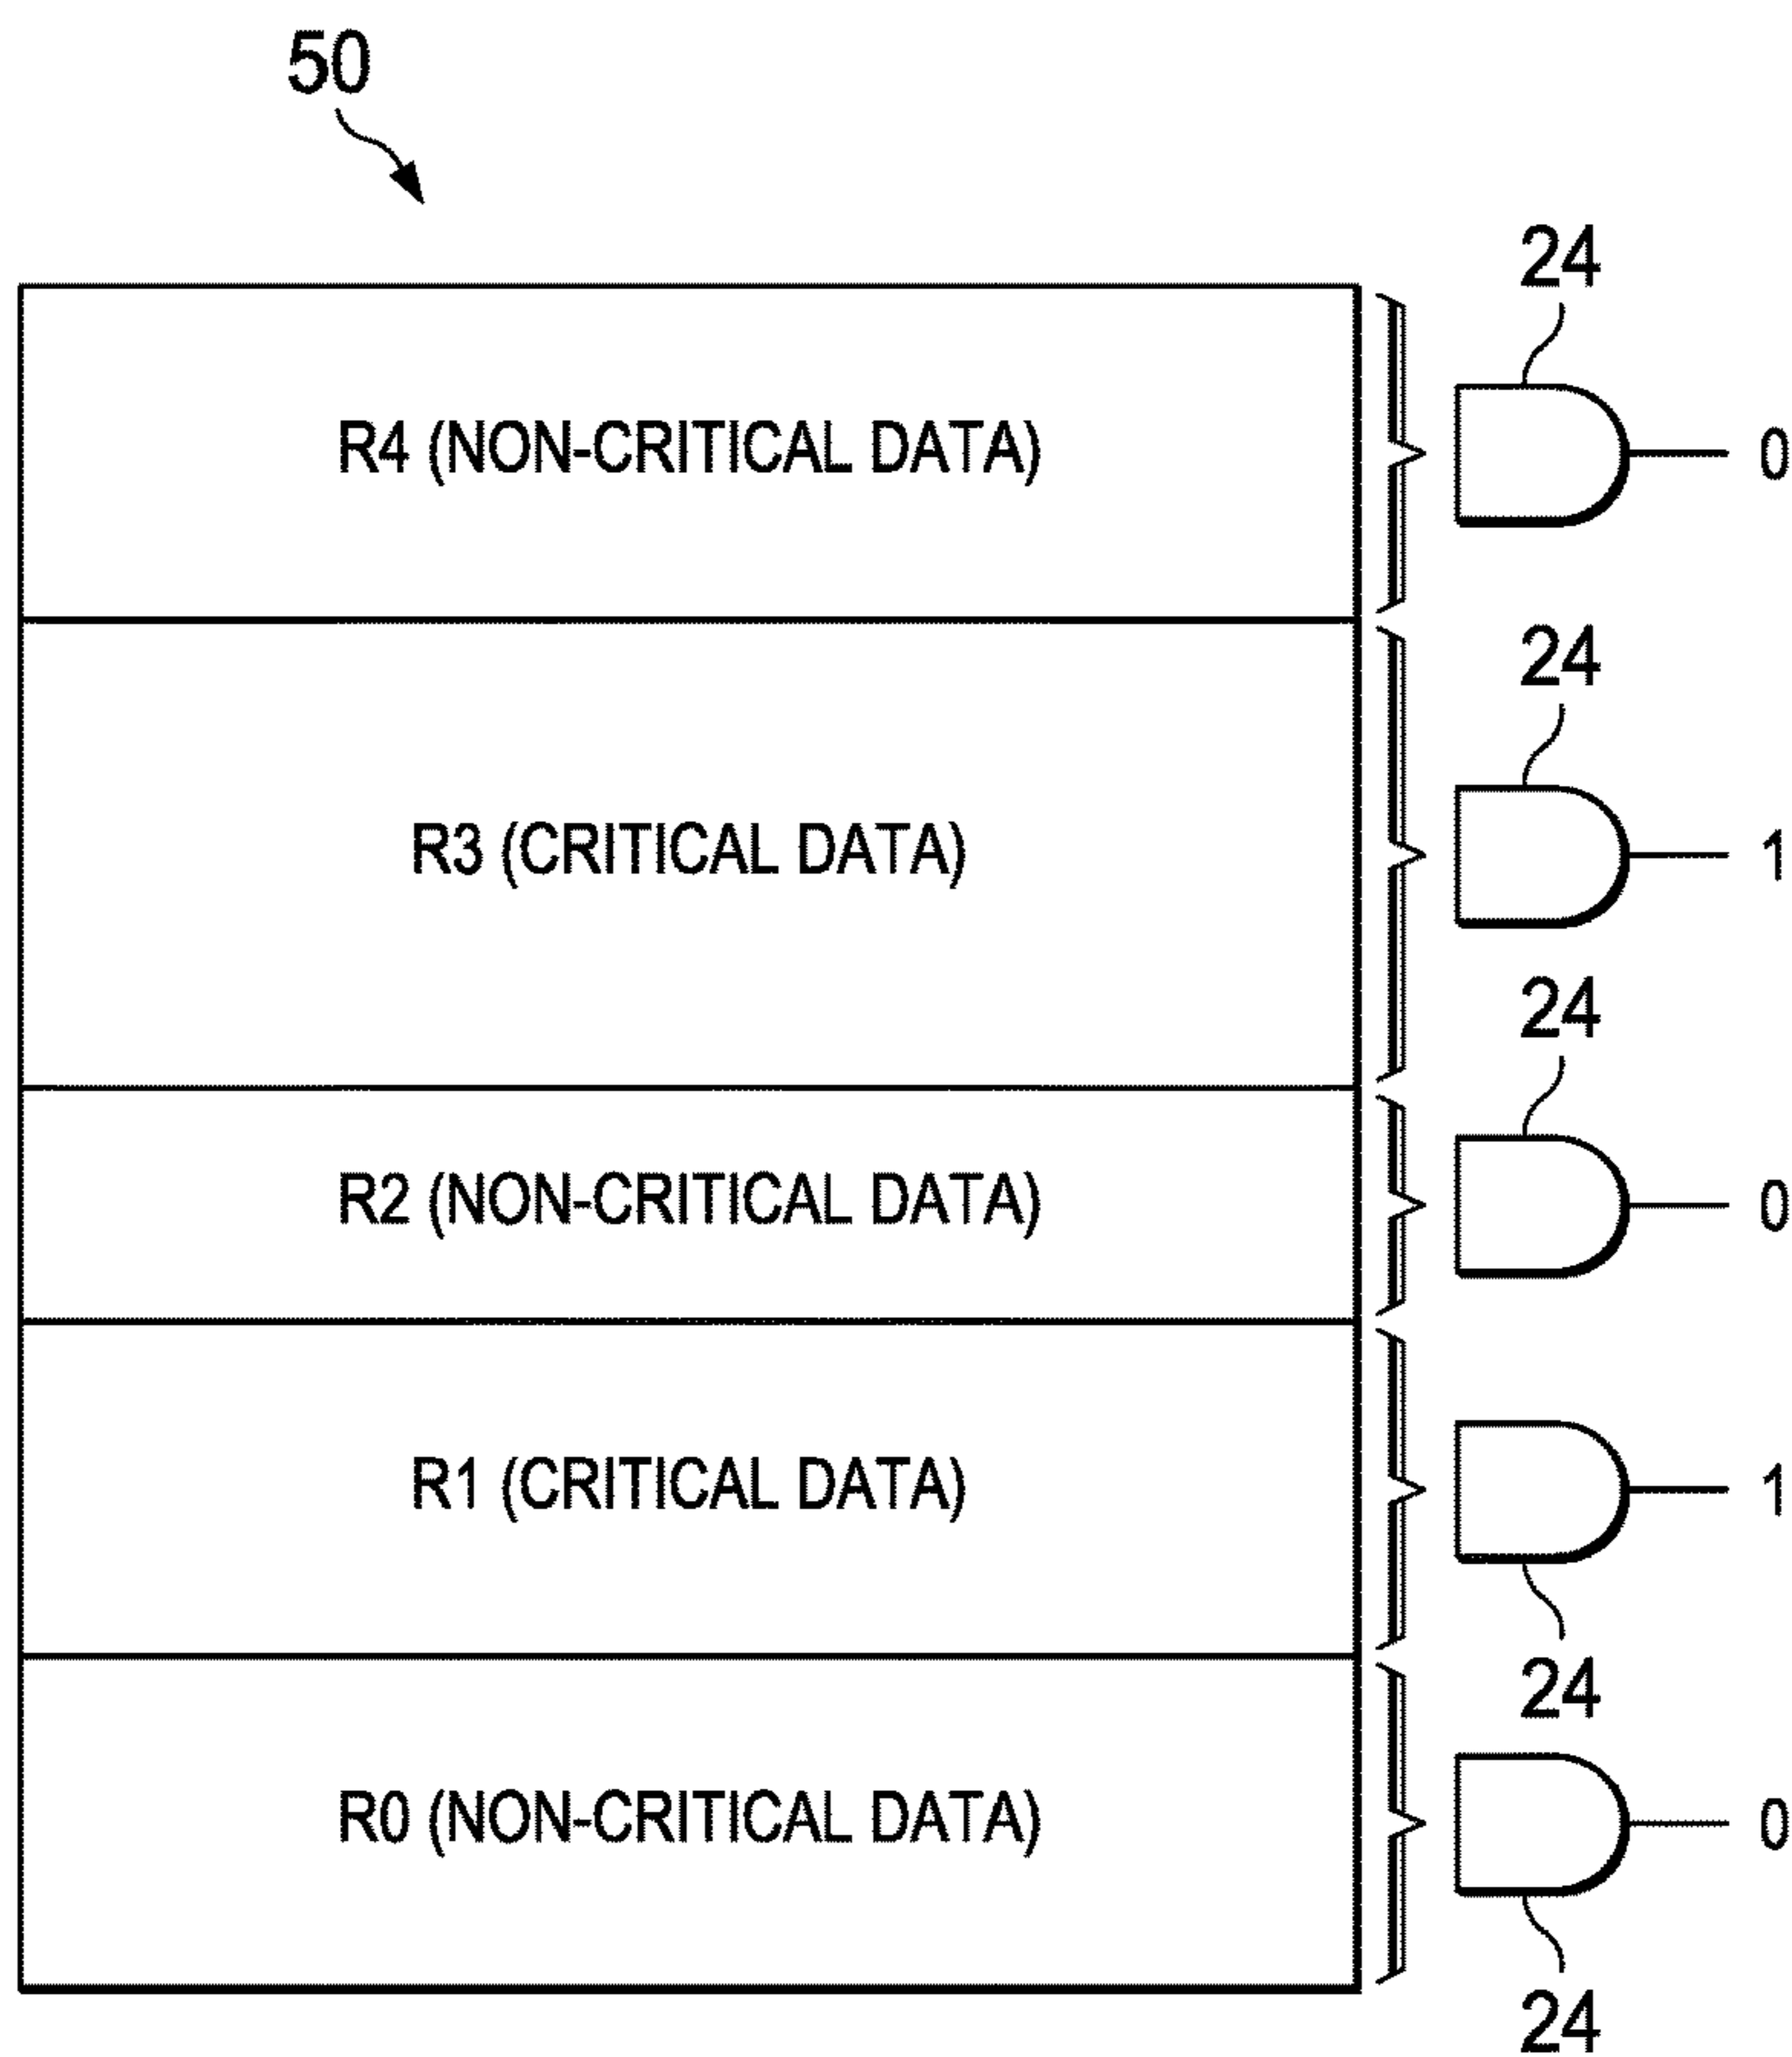 50
24
R4 (NON-CRITICAL DATA)
0
24
R3 (CRITICAL DATA)
1
24
R2 (NON-CRITICAL DATA)
0
R1 (CRITICAL DATA)
1
24
R0 (NON-CRITICAL DATA)
0
24